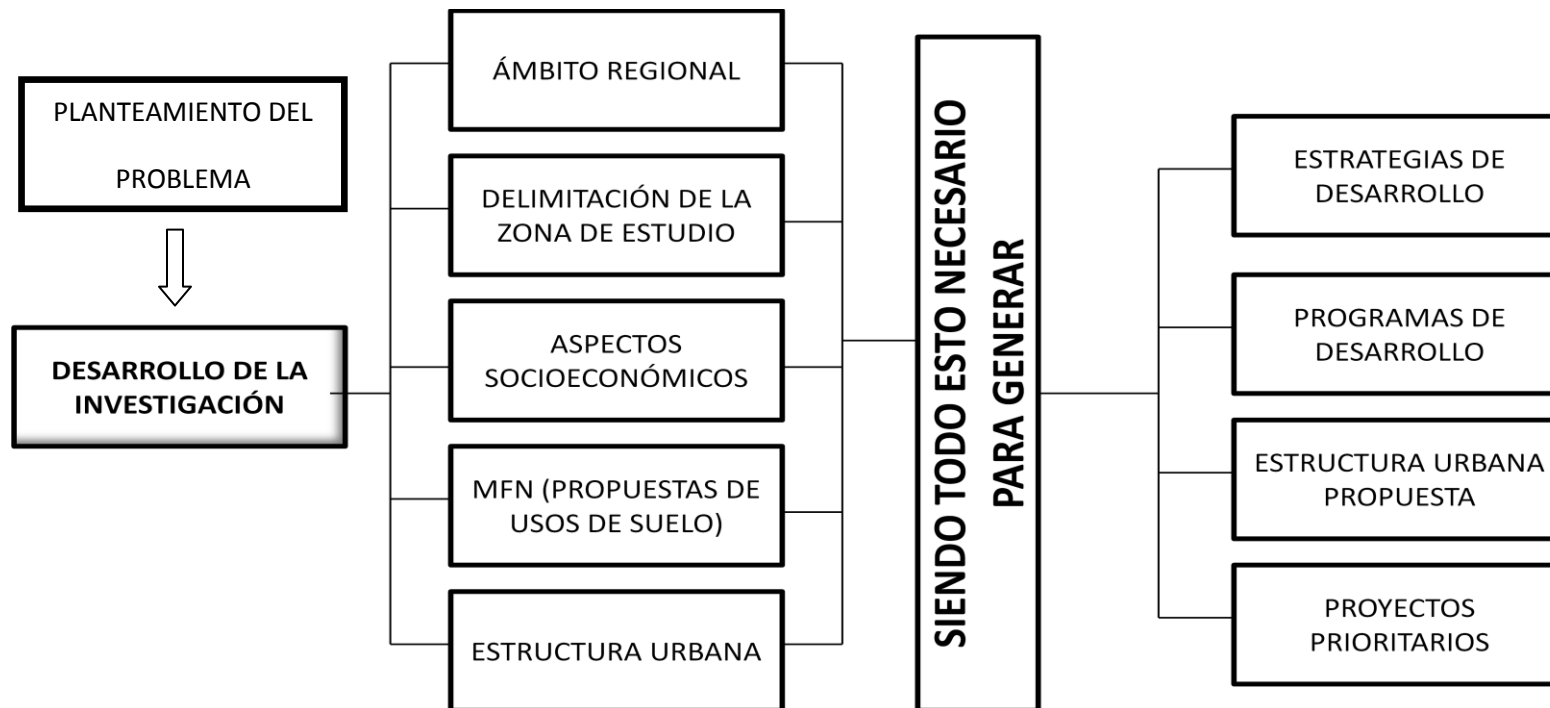 PLANTEAMIENTO DEL
PROBLEMA
DESARROLLO DE LA
INVESTIGACIÓN
ÁMBITO REGIONAL
DELIMITACIÓN DE LA
ZONA DE ESTUDIO
ASPECTOS
SOCIOECONÓMICOS
MFN (PROPUESTAS DE
USOS DE SUELO)
ESTRUCTURA URBANA
SIENDO TODO ESTO NECESARIO
PARA GENERAR
ESTRATEGIAS DE
DESARROLLO
PROGRAMAS DE
DESARROLLO
ESTRUCTURA URBANA
PROPUESTA
PROYECTOS
PRIORITARIOS